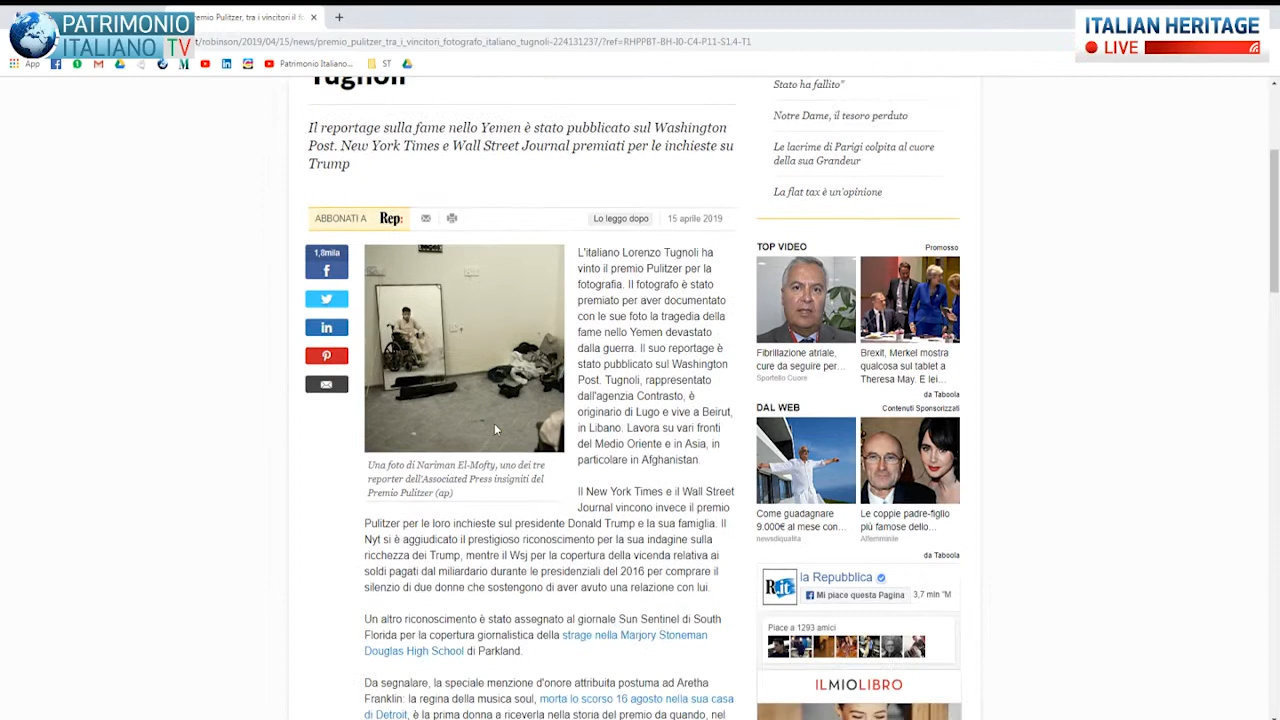 PATRIMONIO
ITALIANO TV
remio Pulitzer, tra i vincitori il f
ITALIAN HERITAGE
LIVE
t/robinson/2019/04/15/news/premio_pulitzer_tra_i_vincitori_fotografo_italiano_tugnoli-224131237/?ref=RHPPBT-BH-I0-C4-P11-S1.4-T1
App
Patrimonio Italiano...
ST
Tugnoli
Il reportage sulla fame nello Yemen è stato pubblicato sul Washington
Post. New York Times e Wall Street Journal premiati per le inchieste su
Trump
ABBONATI A Rep:
Lo leggo dopo
15 aprile 2019
1,8mila
L'italiano Lorenzo Tugnoli ha
vinto il premio Pulitzer per la
fotografia. Il fotografo è stato
premiato per aver documentato
con le sue foto la tragedia della
fame nello Yemen devastato
dalla guerra. Il suo reportage è
stato pubblicato sul Washington
Post. Tugnoli, rappresentato
dall'agenzia Contrasto, è
originario di Lugo e vive a Beirut,
in Libano. Lavora su vari fronti
del Medio Oriente e in Asia, in
particolare in Afghanistan.
Una foto di Nariman El-Mofty, uno dei tre
reporter dell'Associated Press insigniti del
Premio Pulitzer (ap)
Il New York Times e il Wall Street
Journal vincono invece il premio
Pulitzer per le loro inchieste sul presidente Donald Trump e la sua famiglia. Il
Nyt si è aggiudicato il prestigioso riconoscimento per la sua indagine sulla
ricchezza dei Trump, mentre il Wsj per la copertura della vicenda relativa ai
soldi pagati dal miliardario durante le presidenziali del 2016 per comprare il
silenzio di due donne che sostengono di aver avuto una relazione con lui.
Un altro riconoscimento è stato assegnato al giornale Sun Sentinel di South
Florida per la copertura giornalistica della strage nella Marjory Stoneman
Douglas High School di Parkland.
Da segnalare, la speciale menzione d'onore attribuita postuma ad Aretha
Franklin: la regina della musica soul, morta lo scorso 16 agosto nella sua casa
di Detroit, è la prima donna a riceverla nella storia del premio da quando, nel
Stato ha fallito"
Notre Dame, il tesoro perduto
Le lacrime di Parigi colpita al cuore
della sua Grandeur
La flat tax è un'opinione
TOP VIDEO
Promosso
Fibrillazione atriale,
cure da seguire per...
Sportello Cuore
Brexit, Merkel mostra
qualcosa sul tablet a
Theresa May. E lei...
da Taboola
DAL WEB
Contenuti Sponsorizzati
Come guadagnare
9.000€ al mese con...
newsdiqualita
Le coppie padre-figlio
più famose dello...
Alfemminile
da Taboola
R.it
la Repubblica
Mi piace questa Pagina
3,7 min "M
Piace a 1293 amici
ILMIOLIBRO